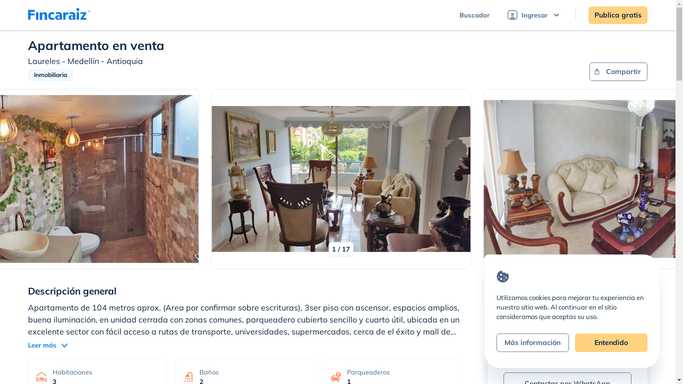 Fincaraiz
Buscador
Ingresar
Publica gratis
Apartamento en venta
Laureles - Medellín - Antioquia
Inmobiliaria
Compartir
1 / 17
Descripción general
Apartamento de 104 metros aprox. (Area por confirmar sobre escrituras), 3ser piso con ascensor, espacios amplios,
buena iluminación, en unidad cerrada con zonas comunes, parqueadero cubierto sencillo y cuarto útil, ubicada en un
excelente sector con fácil acceso a rutas de transporte, universidades, supermercados, cerca de el éxito y mall de...
Leer más
Habitaciones
3
Baños
2
Parqueaderos
1
Utilizamos cookies para mejorar tu experiencia en
nuestro sitio web. Al continuar en el sitio
consideramos que aceptas su uso.
Más información
Entendido
Contactar por WhatsApp